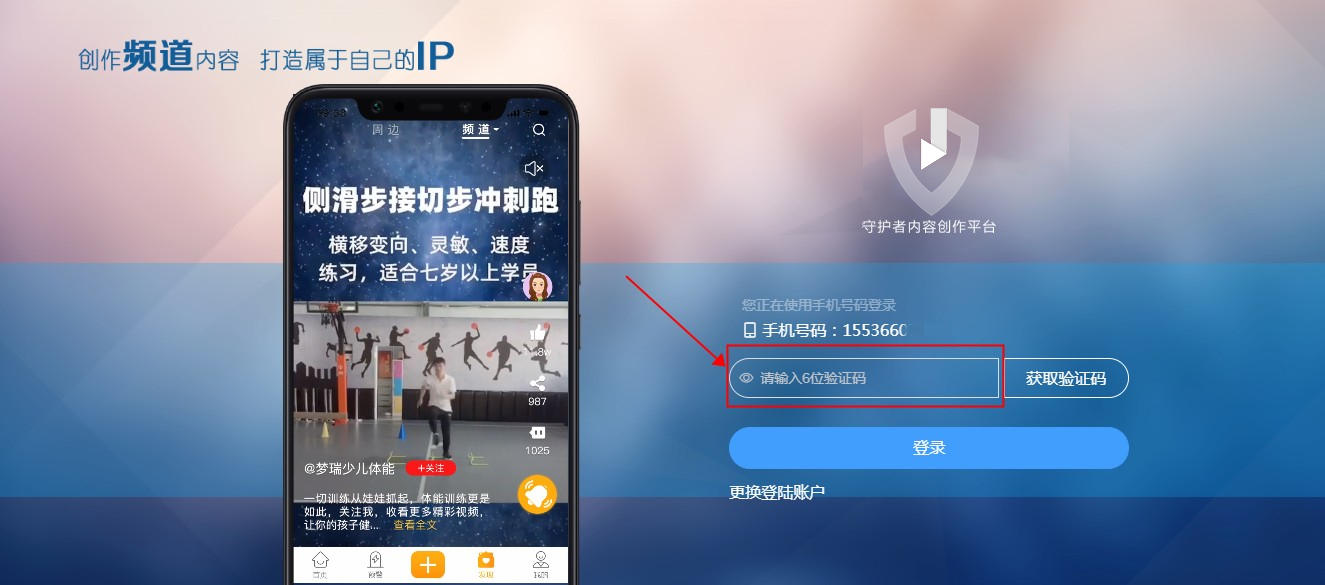 创作频道内容 打造属于自己的IP
周边
频道
侧滑步接切步冲刺跑
横移变向、灵敏、速度
练习，适合七岁以上学员
987
1025
@梦瑞少儿体能
+关注
一切训练从娃娃抓起，体能训练更是
如此，关注我，收看更多精彩视频，
让你的孩子健... 查看全文
首页
预警
发现
我的
守护者内容创作平台
您正在使用手机号码登录
手机号码：1553660
请输入6位验证码
获取验证码
登录
更换登陆账户